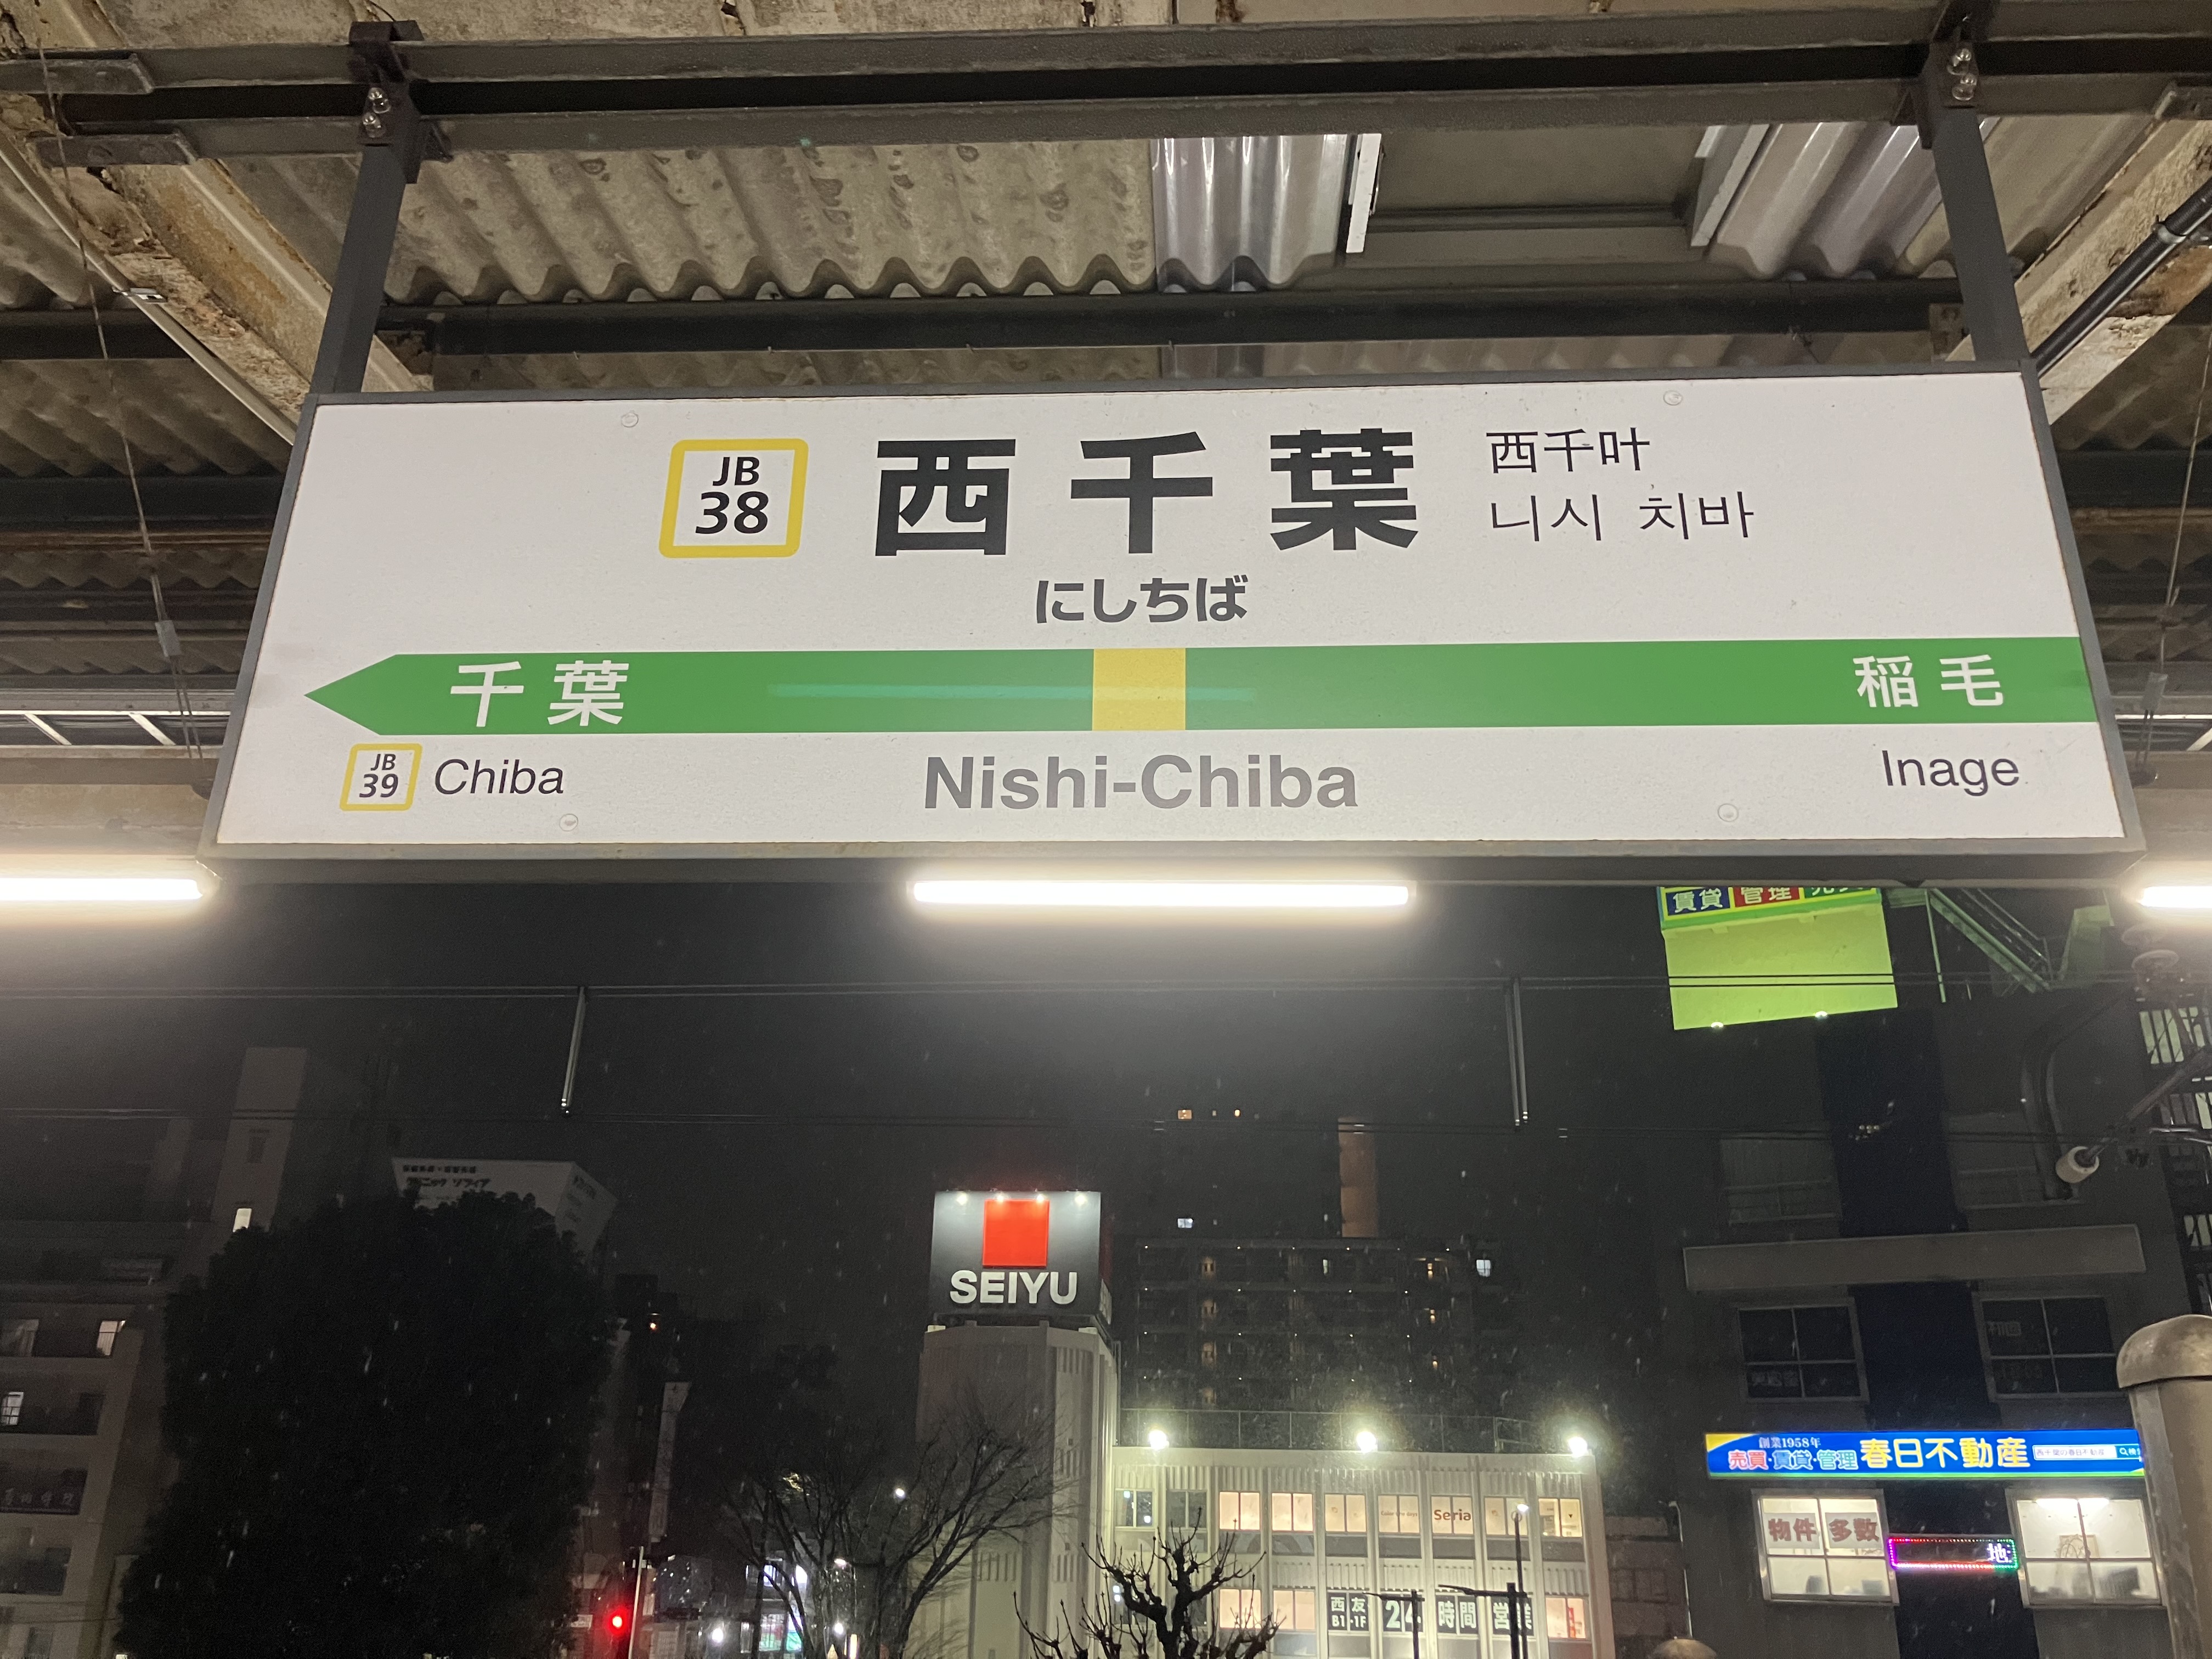 JB
38
西千葉
西千叶
니시 치바
にしちば
千葉
稲毛
JB
39
Chiba
Nishi-Chiba
Inage
賃貸 管理
SEIYU
創業1958年
売買・賃貸・管理 春日不動産
Seria
物件 多数
地
西友
B1-1F
24時間営業